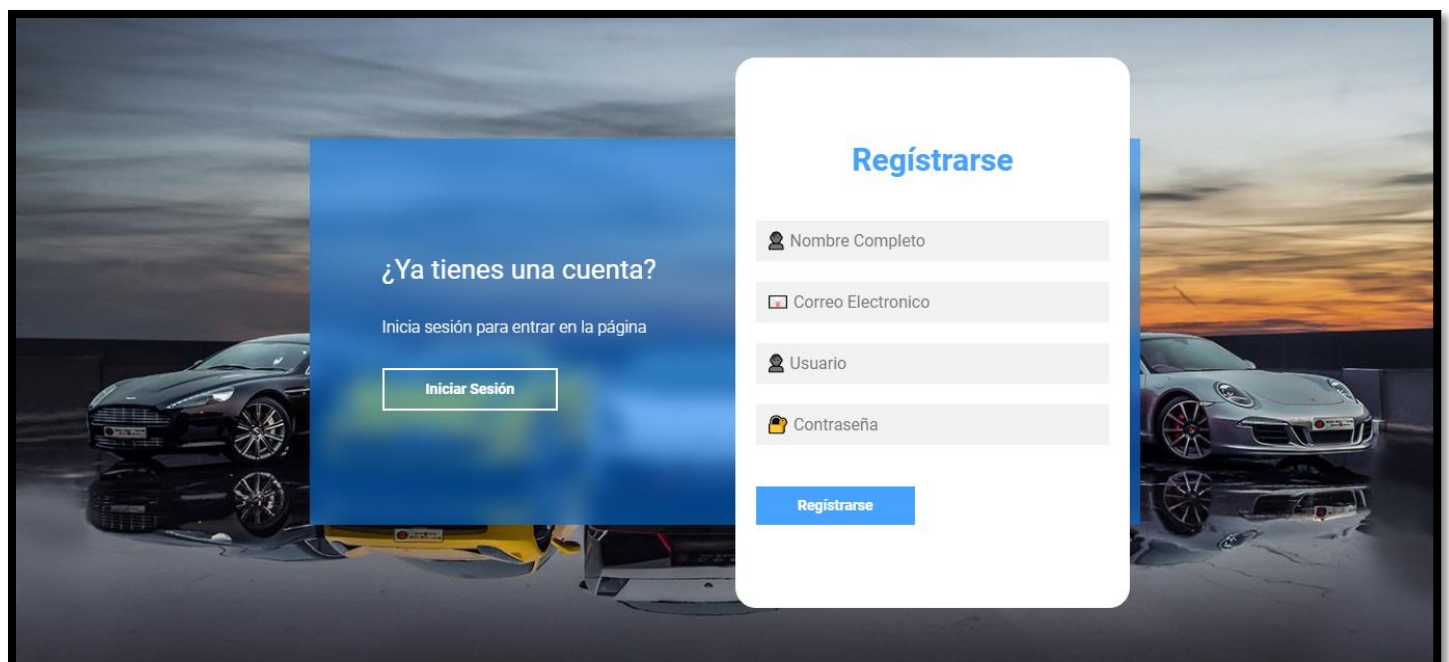 ¿Ya tienes una cuenta?
Inicia sesión para entrar en la página
Iniciar Sesión
Regístrarse
Nombre Completo
Correo Electronico
Usuario
Contraseña
Regístrarse